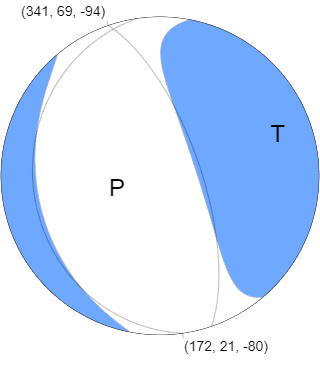 (341, 69, -94)
T
P
(172, 21, -80)